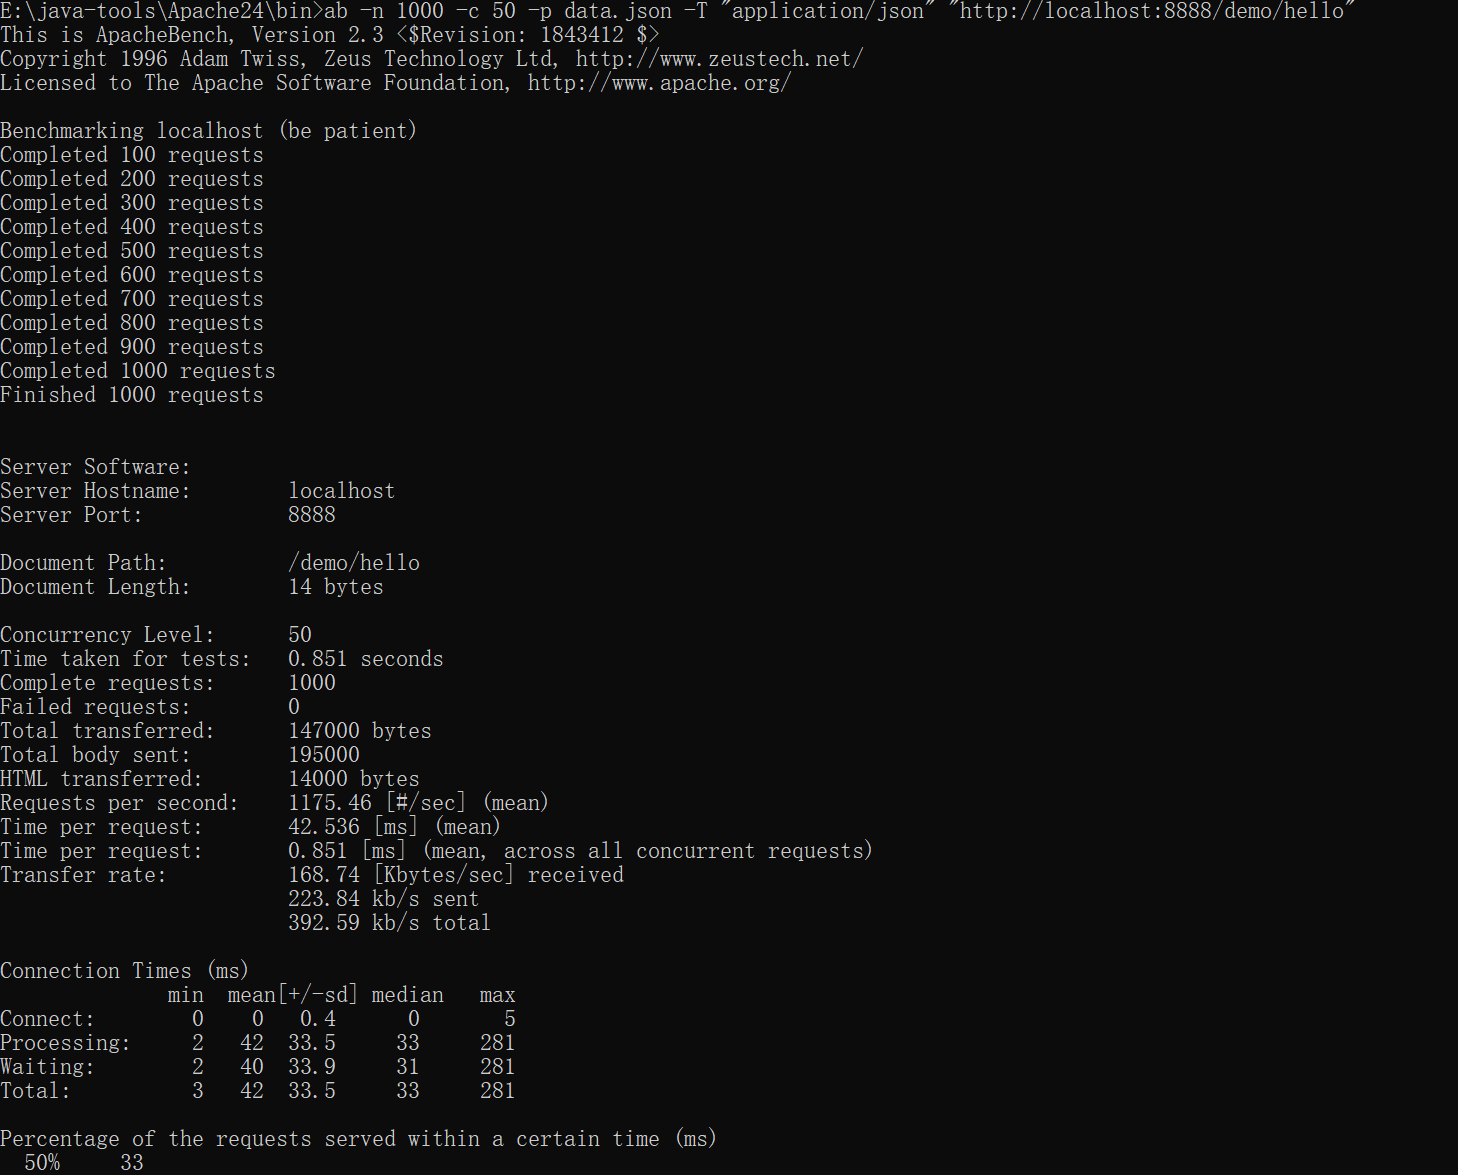 E:\java-tools\Apache24\bin>ab -n 1000 -c 50 -p data.json -T "application/json" "http://localhost:8888/demo/hello"
This is ApacheBench, Version 2.3 <$Revision: 1843412 $>
Copyright 1996 Adam Twiss, Zeus Technology Ltd, http://www.zeustech.net/
Licensed to The Apache Software Foundation, http://www.apache.org/

Benchmarking localhost (be patient)
Completed 100 requests
Completed 200 requests
Completed 300 requests
Completed 400 requests
Completed 500 requests
Completed 600 requests
Completed 700 requests
Completed 800 requests
Completed 900 requests
Completed 1000 requests
Finished 1000 requests


Server Software:
Server Hostname:        localhost
Server Port:            8888

Document Path:          /demo/hello
Document Length:        14 bytes

Concurrency Level:      50
Time taken for tests:   0.851 seconds
Complete requests:      1000
Failed requests:        0
Total transferred:      147000 bytes
Total body sent:        195000
HTML transferred:       14000 bytes
Requests per second:    1175.46 [#/sec] (mean)
Time per request:       42.536 [ms] (mean)
Time per request:       0.851 [ms] (mean, across all concurrent requests)
Transfer rate:          168.74 [Kbytes/sec] received
                        223.84 kb/s sent
                        392.59 kb/s total

Connection Times (ms)
              min  mean[+/-sd] median   max
Connect:        0    0   0.4      0       5
Processing:     2   42  33.5     33     281
Waiting:        2   40  33.9     31     281
Total:          3   42  33.5     33     281

Percentage of the requests served within a certain time (ms)
  50%     33